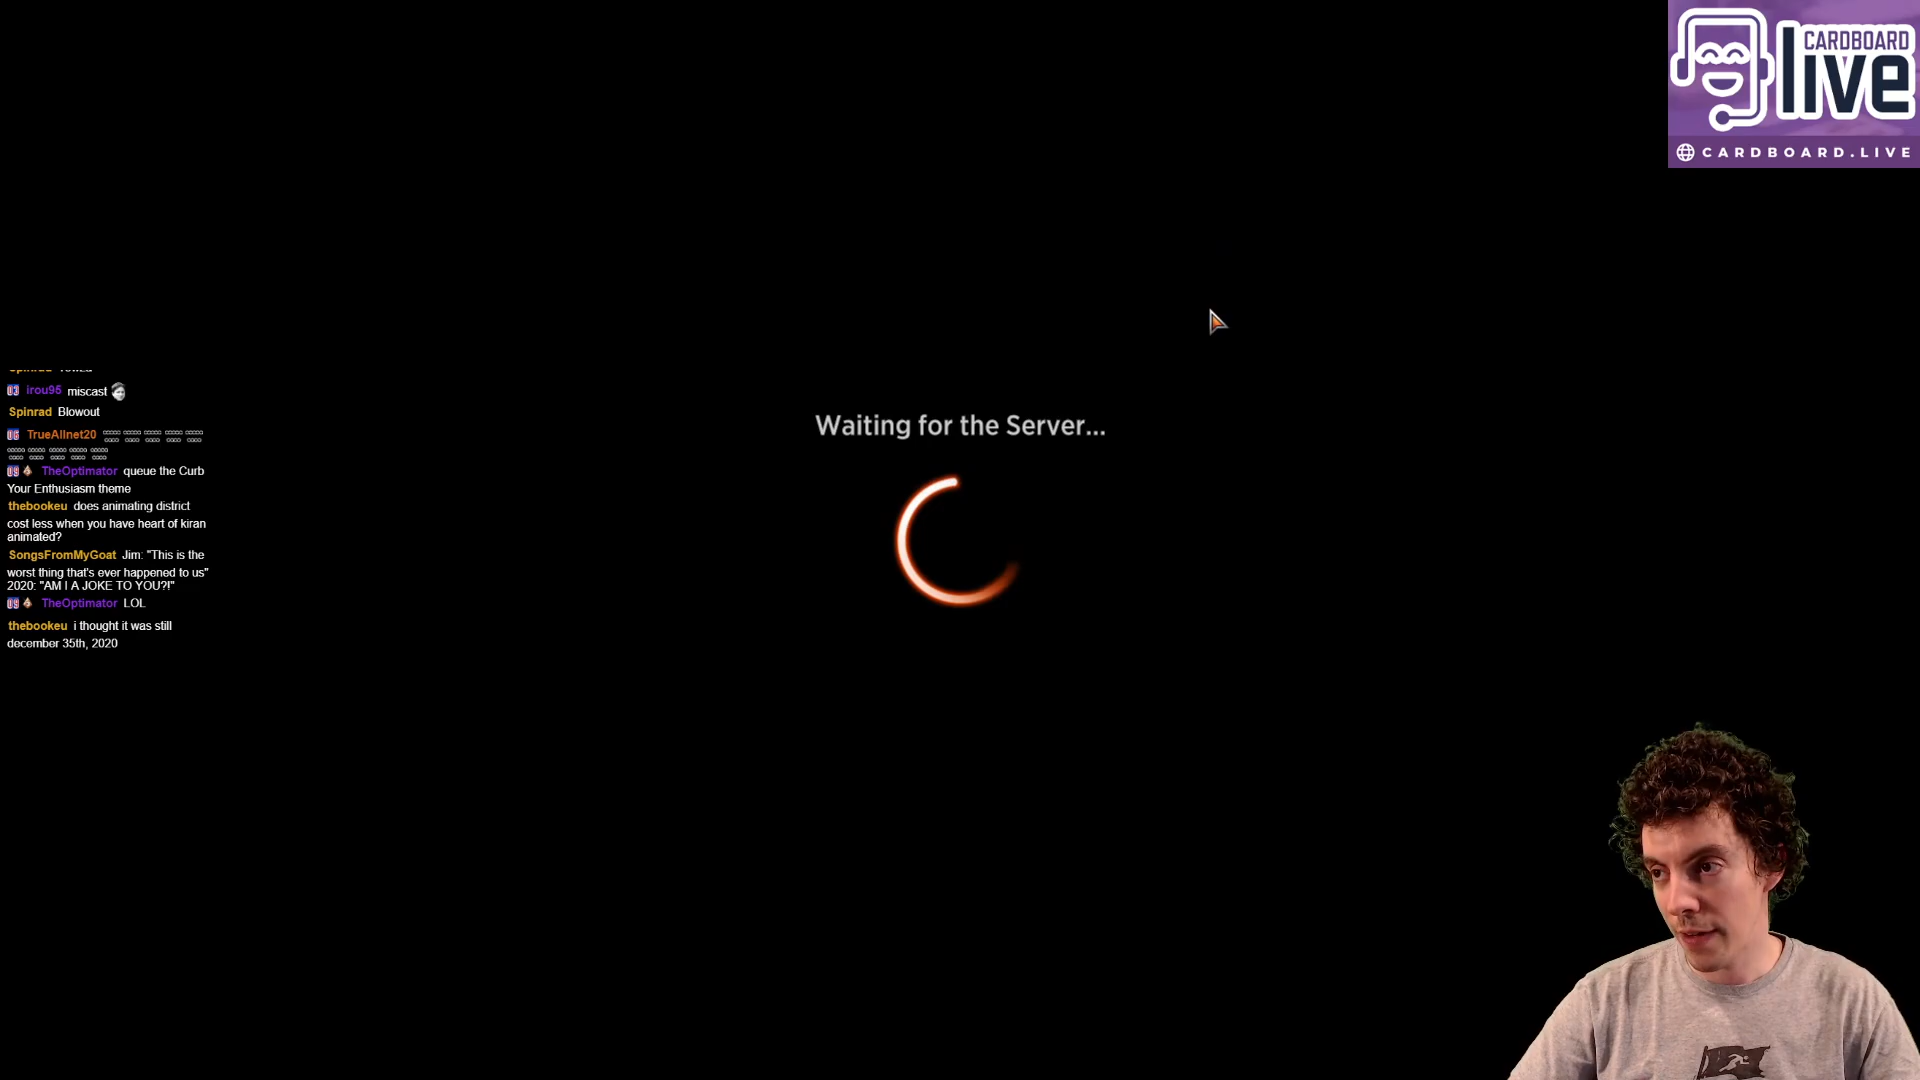 CARDBOARD
live
CARDBOARD.LIVE
irou95 miscast
Spinrad Blowout
TrueAlInet20
TheOptimator queue the Curb
Your Enthusiasm theme
thebookeu does animating district
cost less when you have heart of kiran
animated?
SongsFromMyGoat Jim: "This is the
worst thing that's ever happened to us"
2020: "AM I A JOKE TO YOU?!"
TheOptimator LOL
thebookeu i thought it was still
december 35th, 2020
Waiting for the Server...